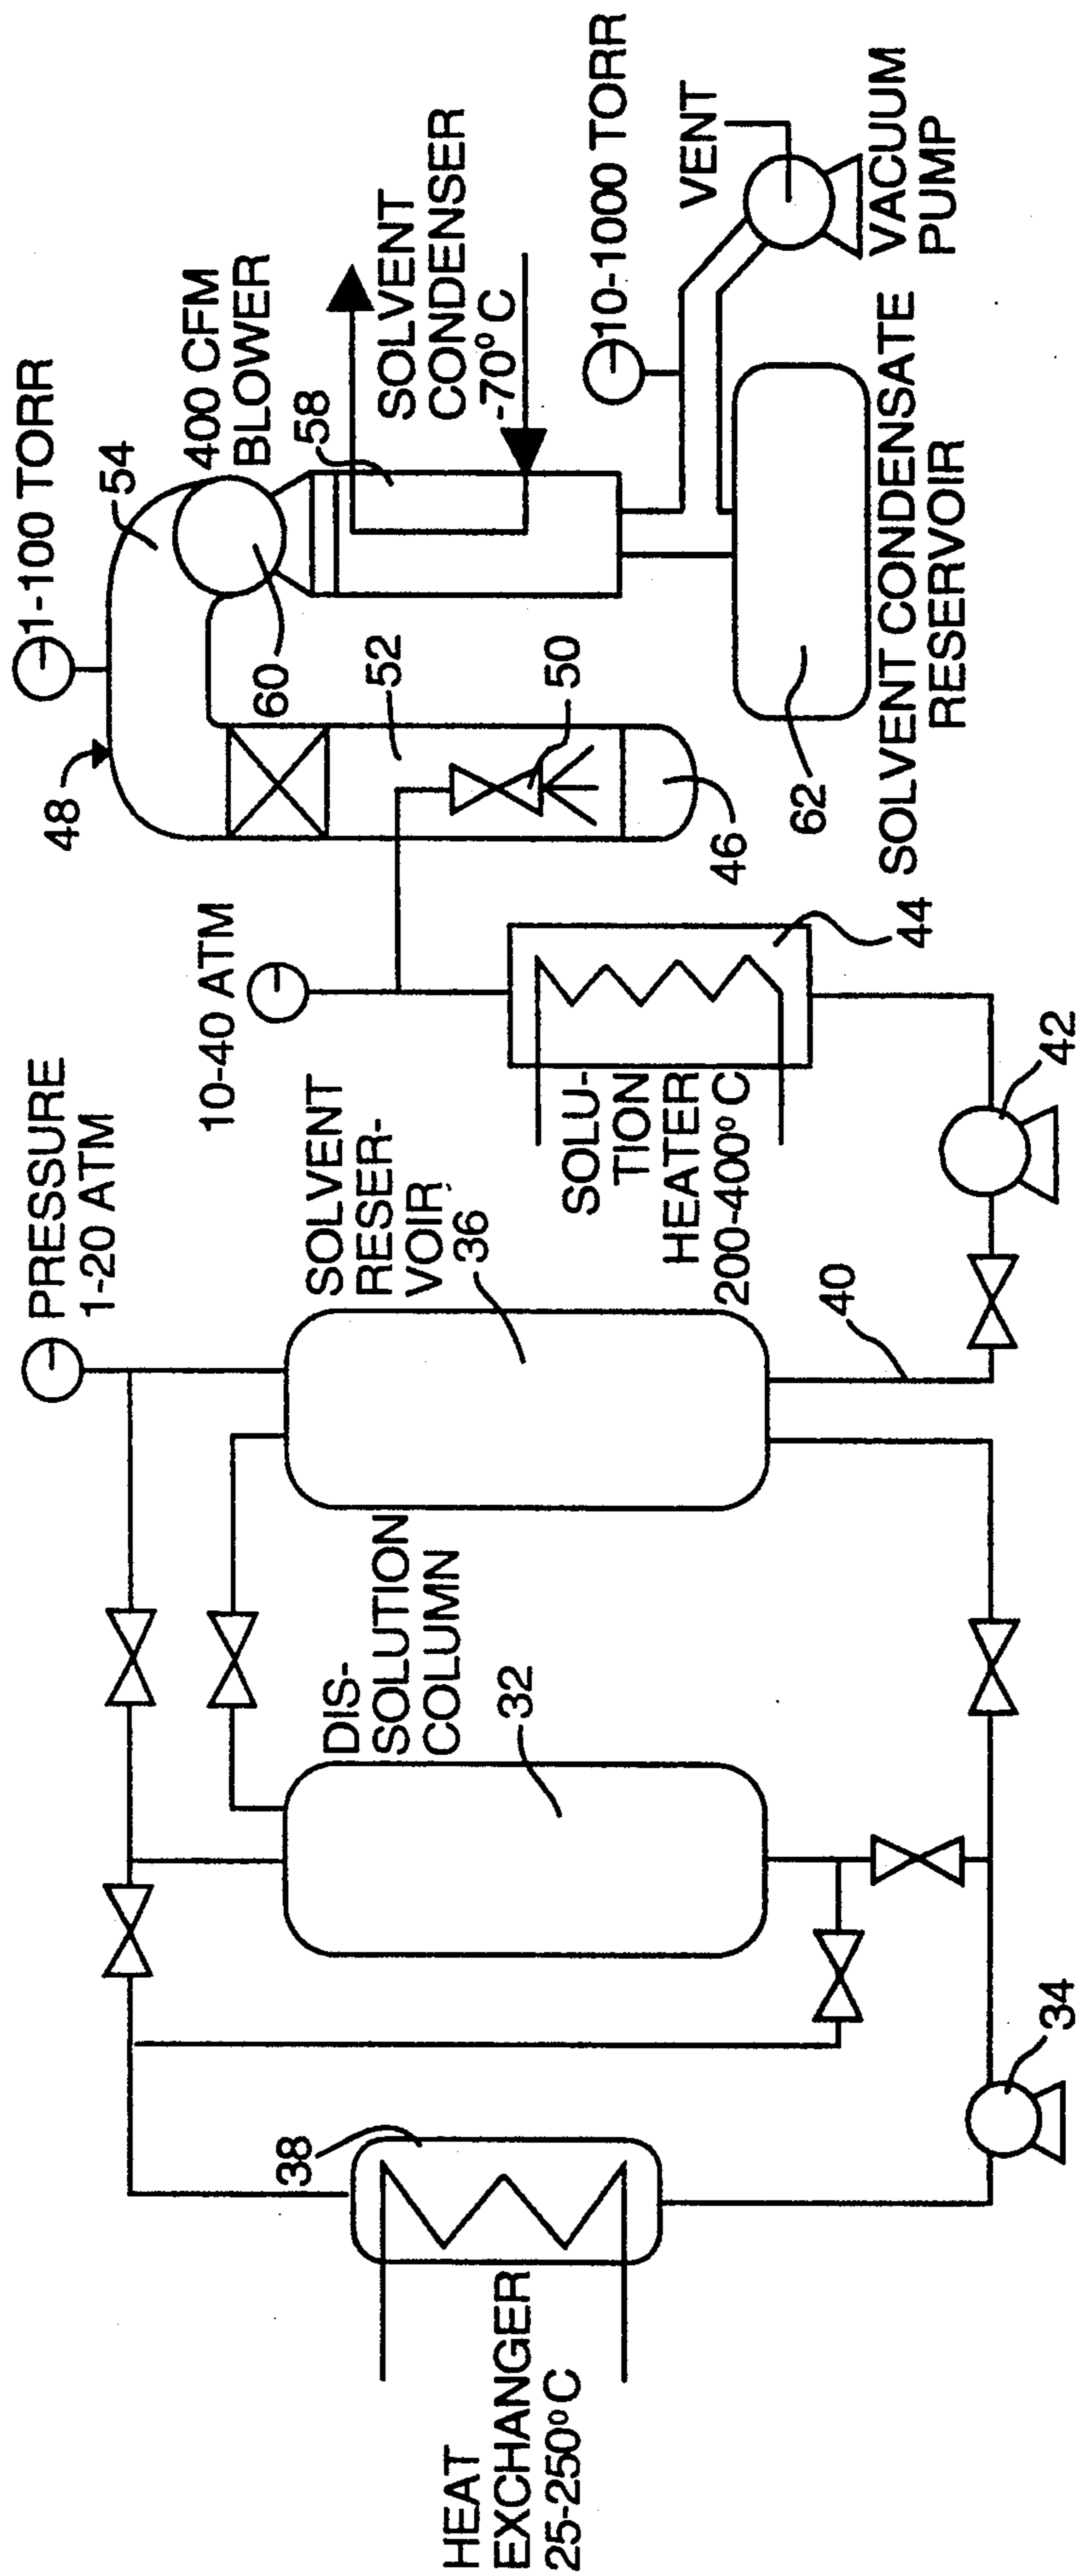 HEAT
EXCHANGER
25-250°C
38
34
DIS-
SOLUTION
COLUMN
32
PRESSURE
1-20 ATM
SOLVENT
RESER-
VOIR
36
40
42
10-40 ATM
SOLU-
TION
HEATER
200-400°C
44
48
46
1-100 TORR
54
52
50
60
400 CFM
BLOWER
58
SOLVENT
CONDENSER
-70°C
62
SOLVENT CONDENSATE
RESERVOIR
10-1000 TORR
VENT
VACUUM
PUMP